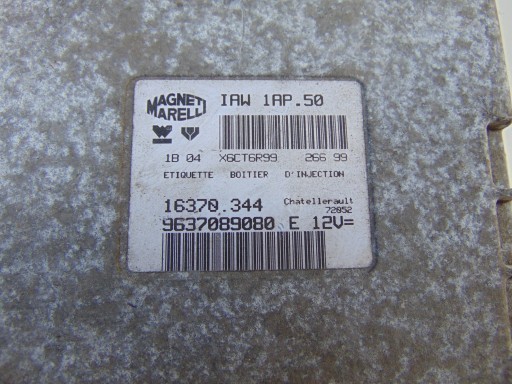 MAGNETI
MARELLI
IAW 1AP.50
1B 04 X6CT6R99 266 99
ETIQUETTE BOITIER D'INJECTION
16370.344 Chatellerault
72052
9637089080 E 12V=